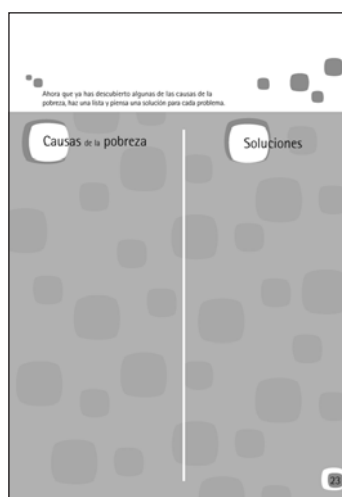 Ahora que ya has descubierto algunas de las causas de la
pobreza, haz una lista y piensa una solución para cada problema.
Causas de la pobreza
Soluciones
23